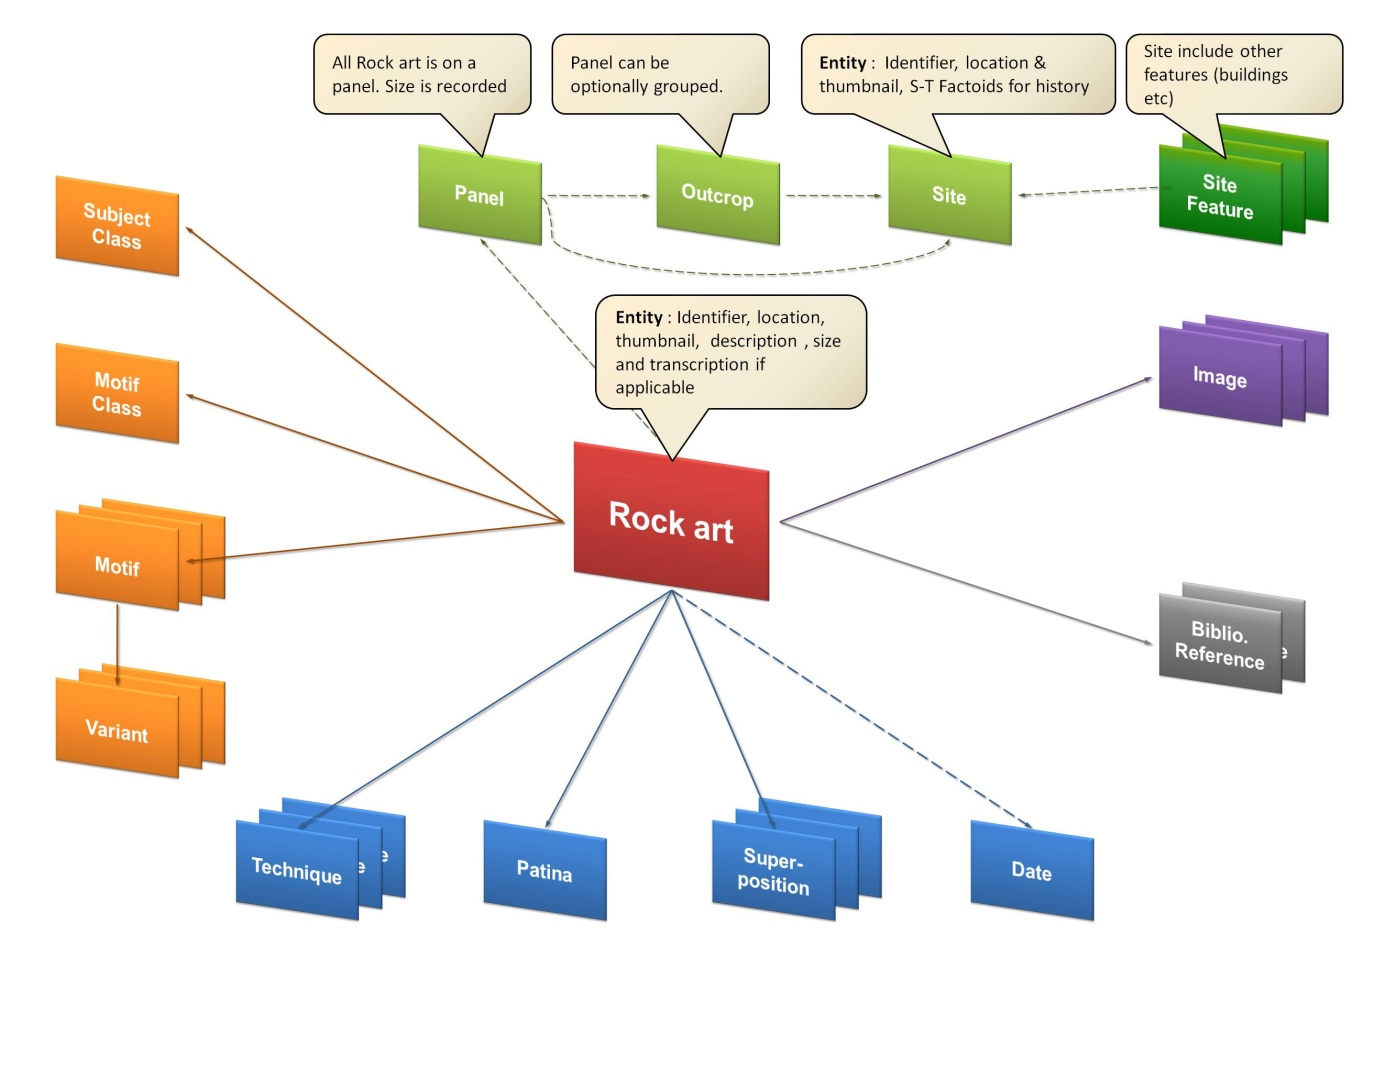 All Rock art is on a
panel. Size is recorded
Panel can be
optionally grouped.
Entity : Identifier, location &
thumbnail, S-T Factoids for history
Site include other
features (buildings
etc)
Panel
Outcrop
Site
Site
Feature
Subject
Class
Entity : Identifier, location,
thumbnail, description , size
and transcription if
applicable
Motif
Class
Image
Rock art
Motif
Biblio.
Reference
e
Variant
Technique
e
e
Patina
Super-
position
Date